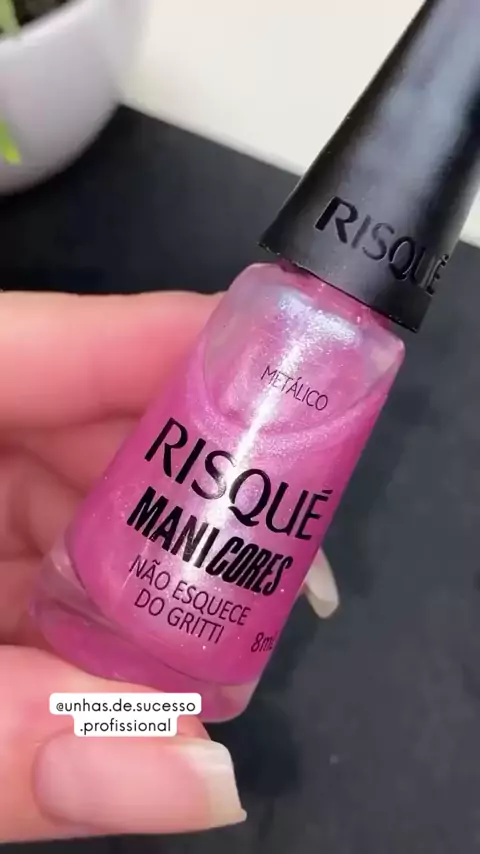 RISQUÉ
METÁLICO
RISQUÉ
MANICORES
NÃO ESQUECE
DO GRITTI
8ml
@unhas.de.sucesso
.profissional